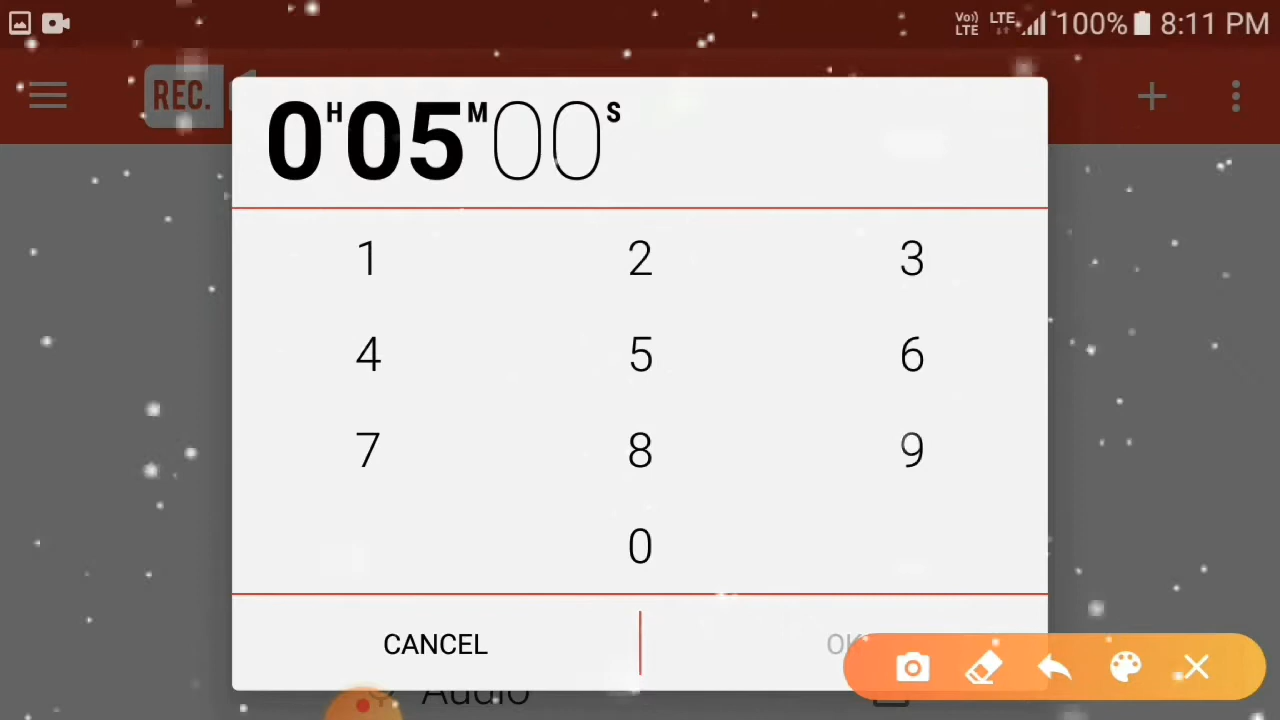 Vo)) LTE LTE 100% 8:11 PM
REC.
0H05M00S
1 2 3
4 5 6
7 8 9
0
CANCEL OK
Audio